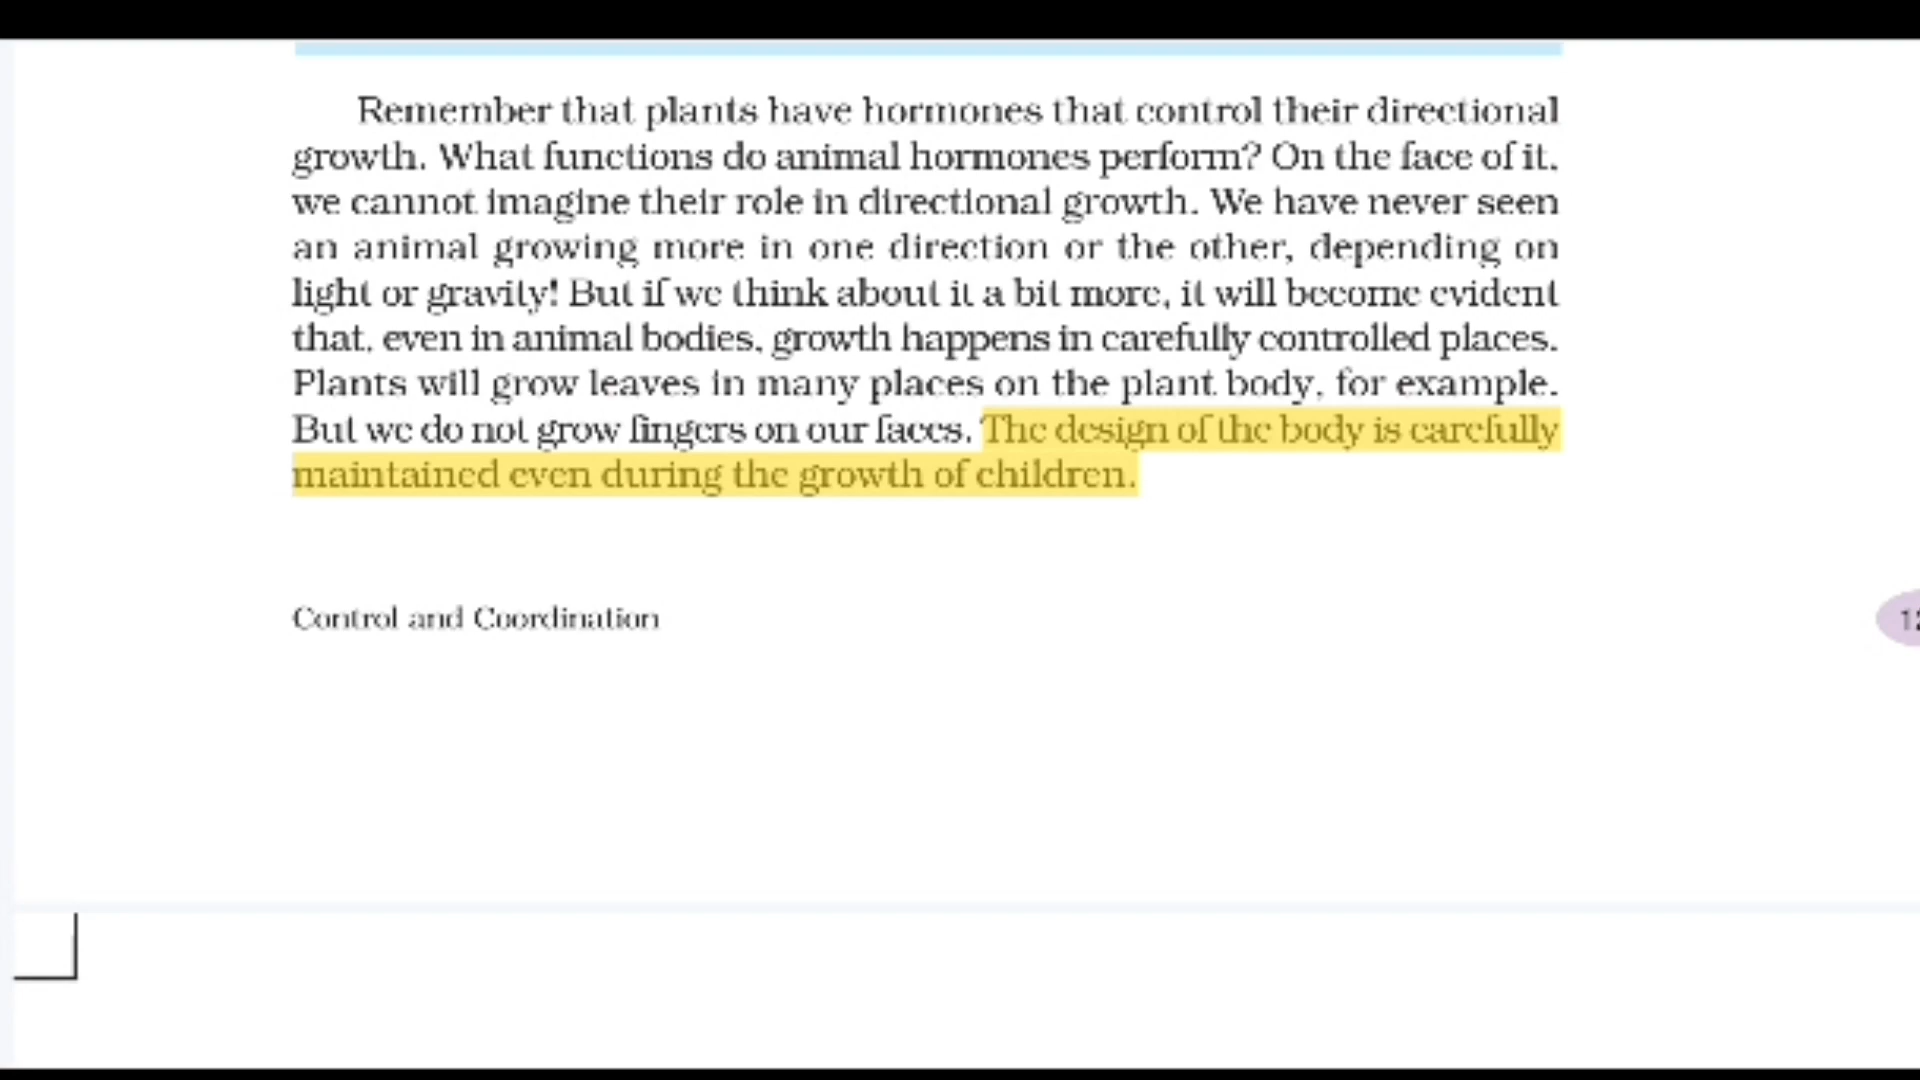 Remember that plants have hormones that control their directional
growth. What functions do animal hormones perform? On the face of it,
we cannot imagine their role in directional growth. We have never seen
an animal growing more in one direction or the other, depending on
light or gravity! But if we think about it a bit more, it will become evident
that, even in animal bodies, growth happens in carefully controlled places.
Plants will grow leaves in many places on the plant body, for example.
But we do not grow fingers on our faces. The design of the body is carefully
maintained even during the growth of children.
Control and Coordination